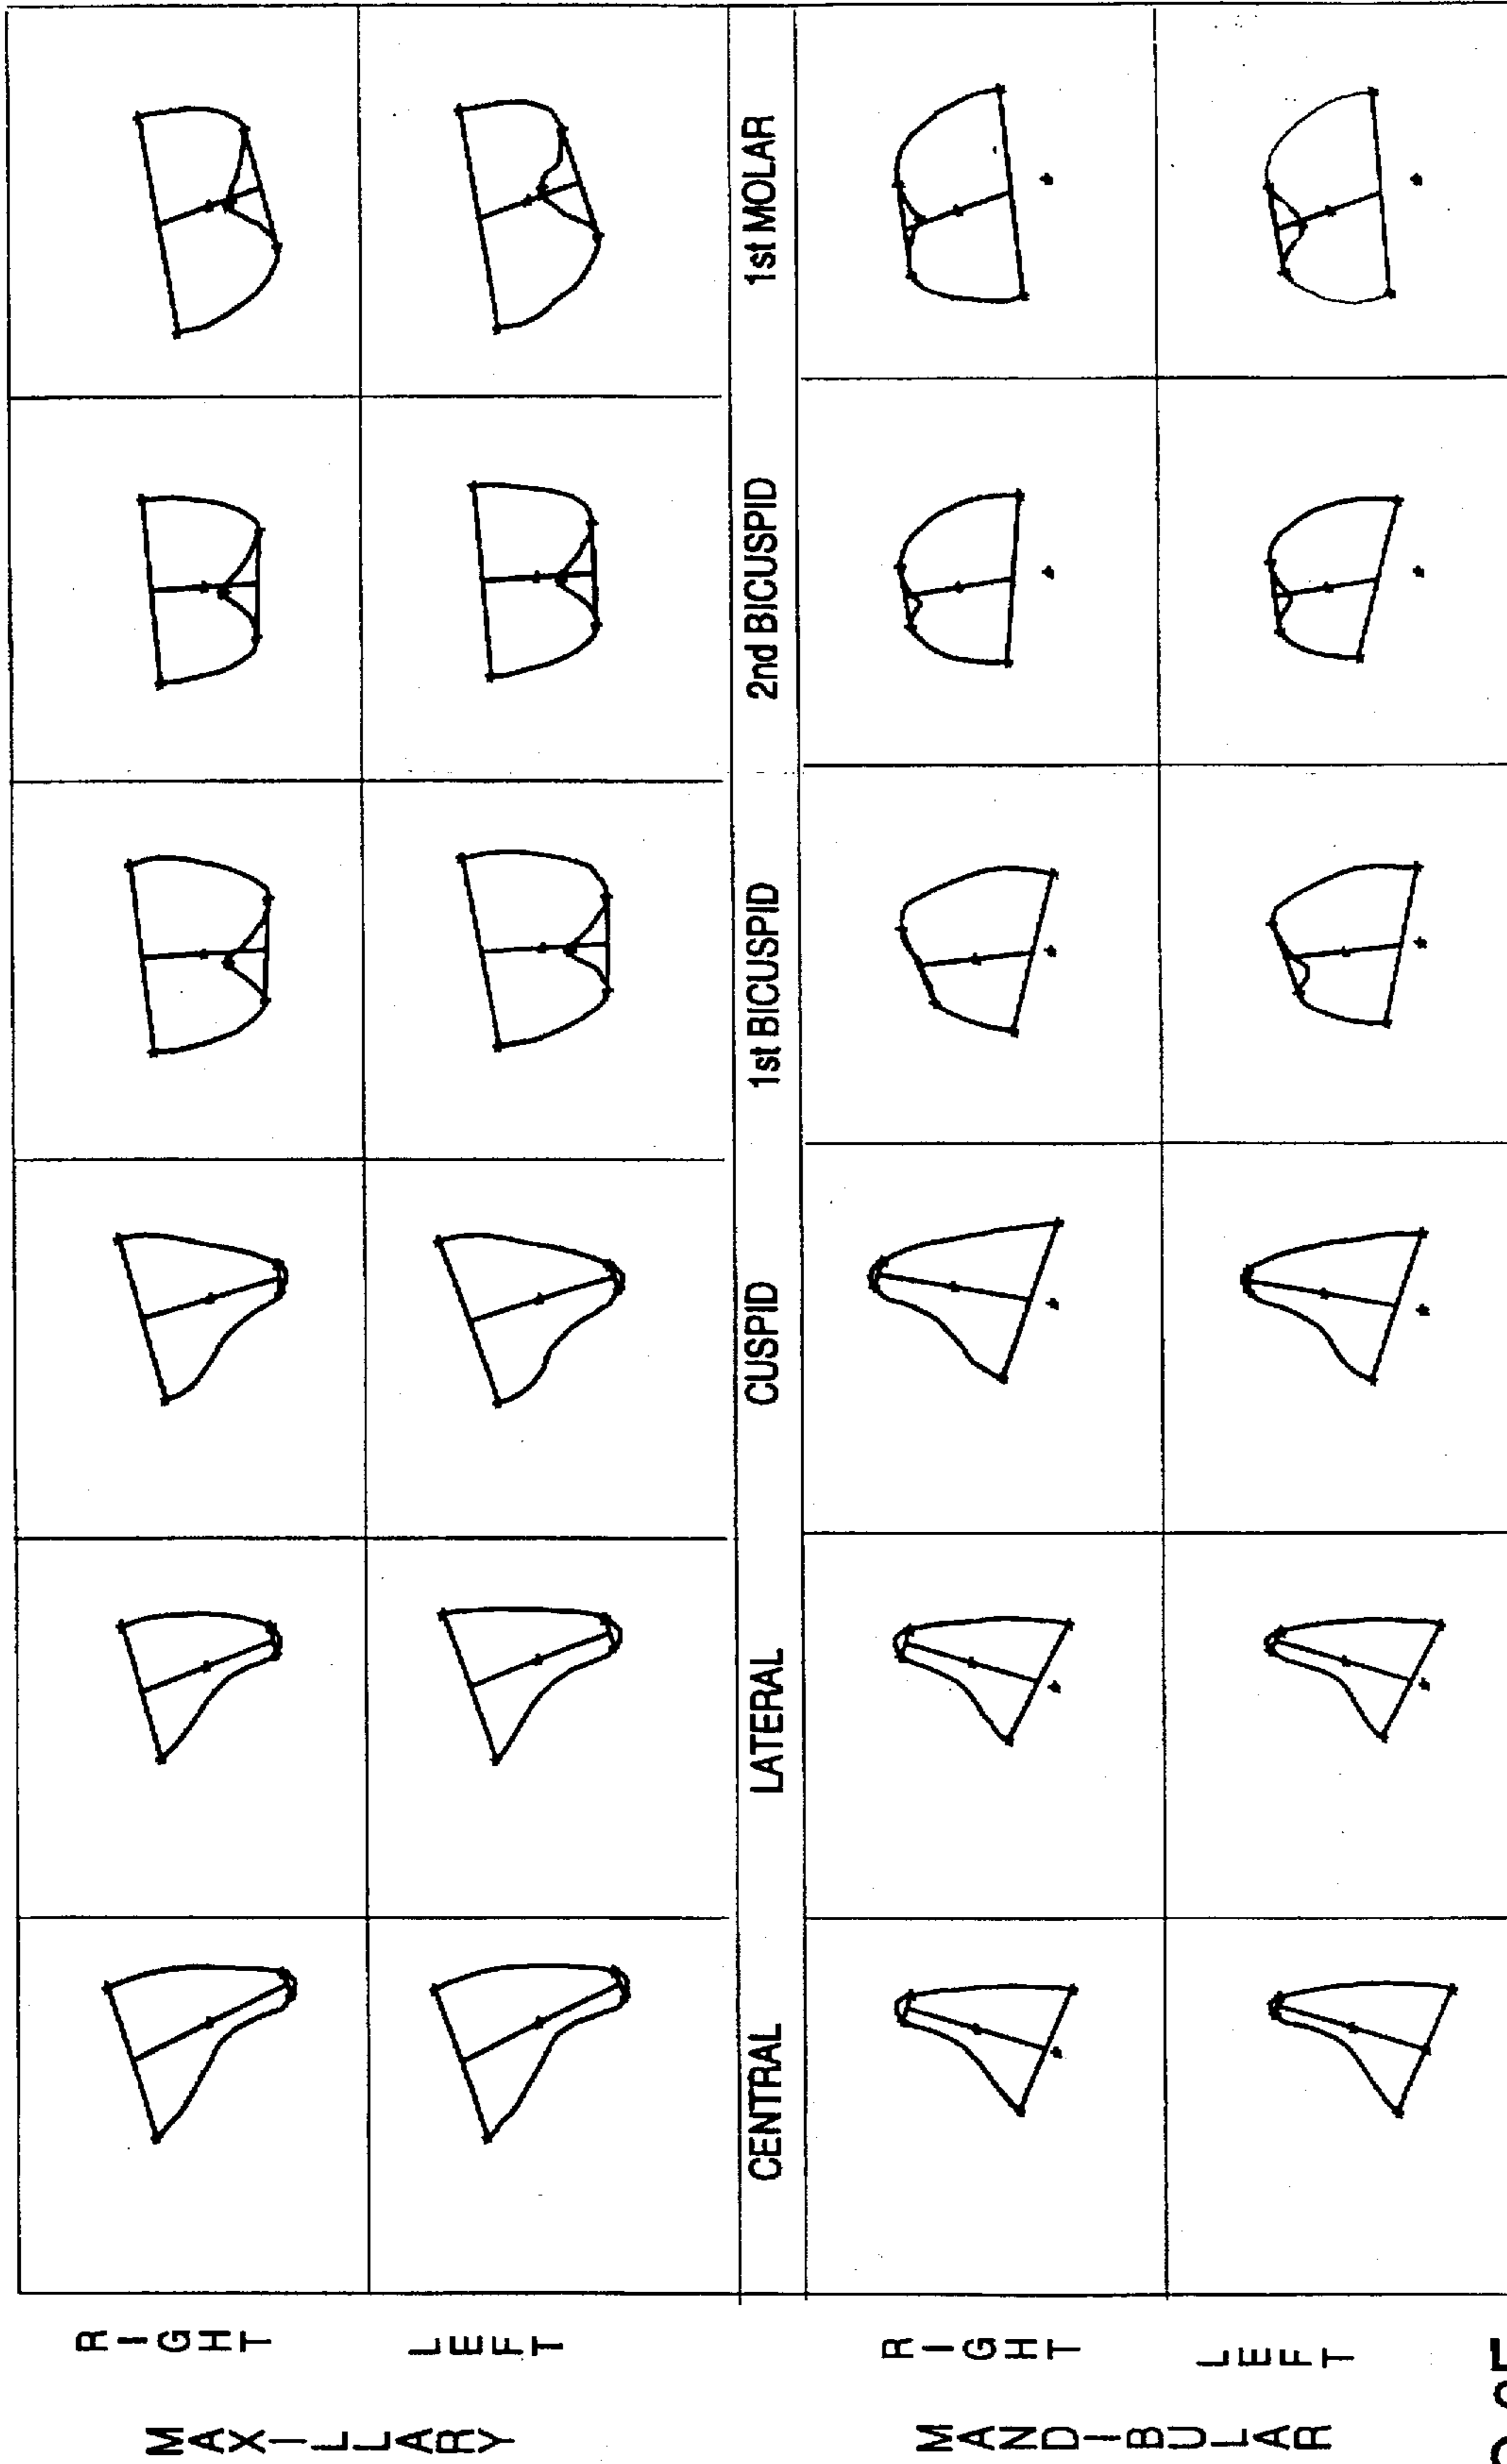 MAXILLARY
RIGHT
LEFT
CENTRAL LATERAL CUSPID 1st BICUSPID 2nd BICUSPID 1st MOLAR
MANDIBULAR
RIGHT
LEFT